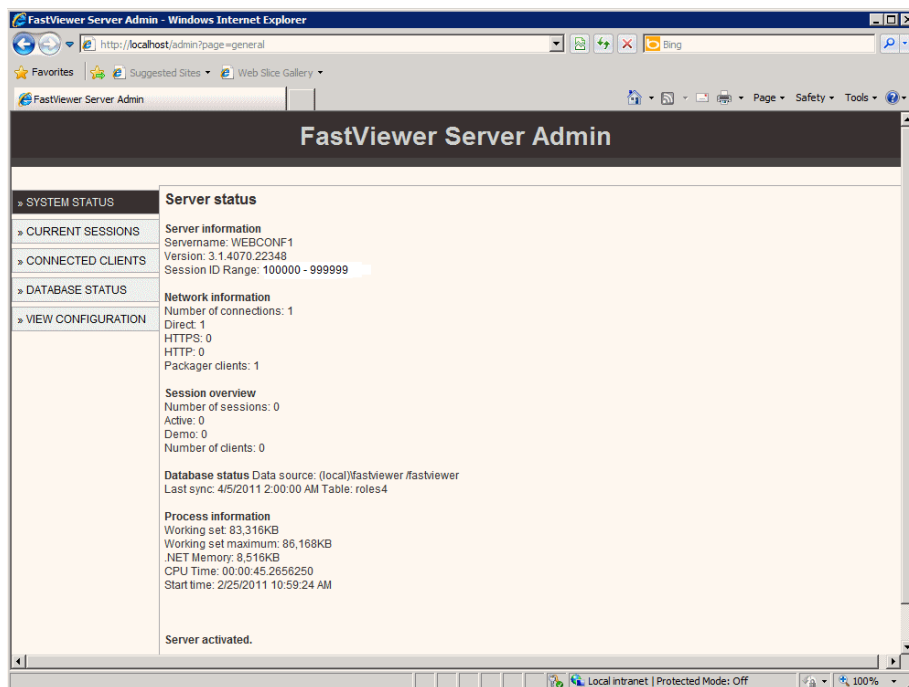 FastViewer Server Admin - Windows Internet Explorer
http://localhost/admin?page=general
Bing
Favorites
Suggested Sites
Web Slice Gallery
FastViewer Server Admin
Page
Safety
Tools
FastViewer Server Admin
» SYSTEM STATUS
» CURRENT SESSIONS
» CONNECTED CLIENTS
» DATABASE STATUS
» VIEW CONFIGURATION
Server status
Server information
Servername: WEBCONF1
Version: 3.1.4070.22348
Session ID Range: 100000 - 999999
Network information
Number of connections: 1
Direct: 1
HTTPS: 0
HTTP: 0
Packager clients: 1
Session overview
Number of sessions: 0
Active: 0
Demo: 0
Number of clients: 0
Database status Data source: (local)\fastviewer /fastviewer
Last sync: 4/5/2011 2:00:00 AM Table: roles4
Process information
Working set: 83,316KB
Working set maximum: 86,168KB
.NET Memory: 8,516KB
CPU Time: 00:00:45.2656250
Start time: 2/25/2011 10:59:24 AM
Server activated.
Local intranet | Protected Mode: Off
100%